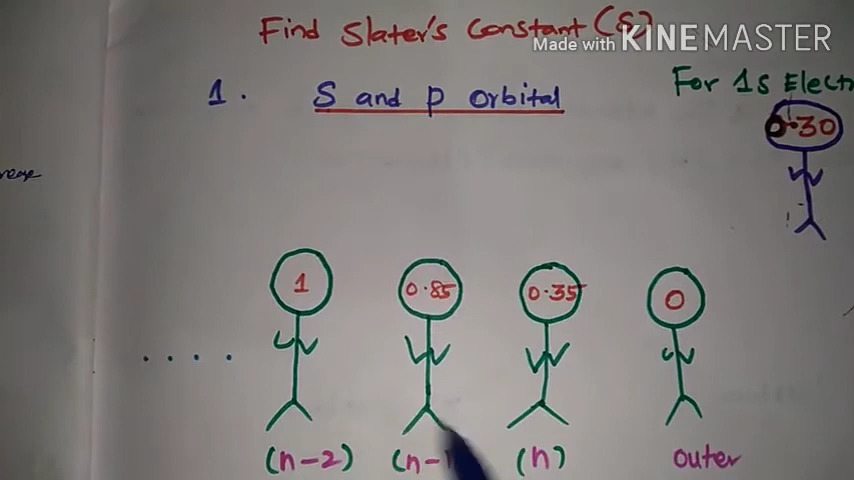 Find Slater's Constant (S)
Made with KINEMASTER
For 1s Elect
1. S and p orbital
0.30
1 0.85 0.35 0
....
(n-2) (n-1 (n) outer